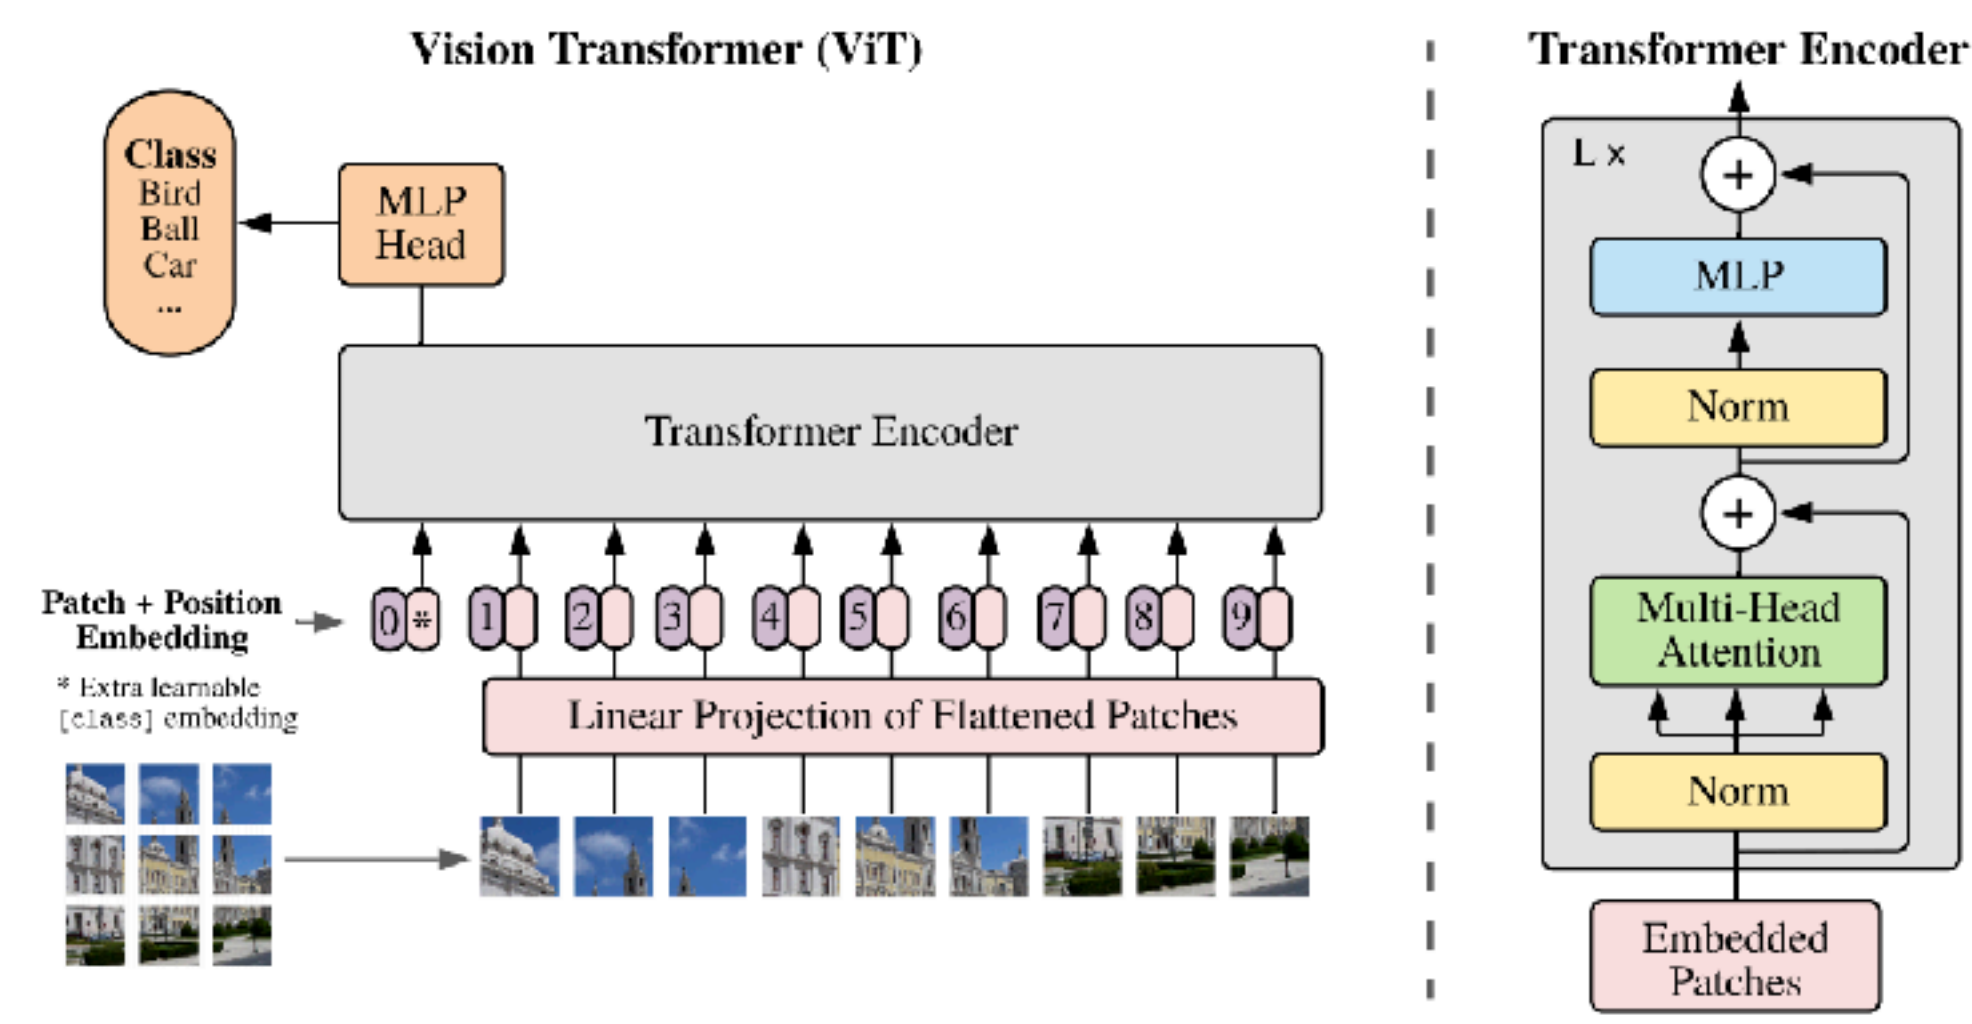 Vision Transformer (ViT)
Class
Bird
Ball
Car
...
MLP
Head
Transformer Encoder
Patch + Position
Embedding
0 * 1 2 3 4 5 6 7 8 9
* Extra learnable
[class] embedding
Linear Projection of Flattened Patches
Transformer Encoder
L ×
+
MLP
Norm
+
Multi-Head
Attention
Norm
Embedded
Patches